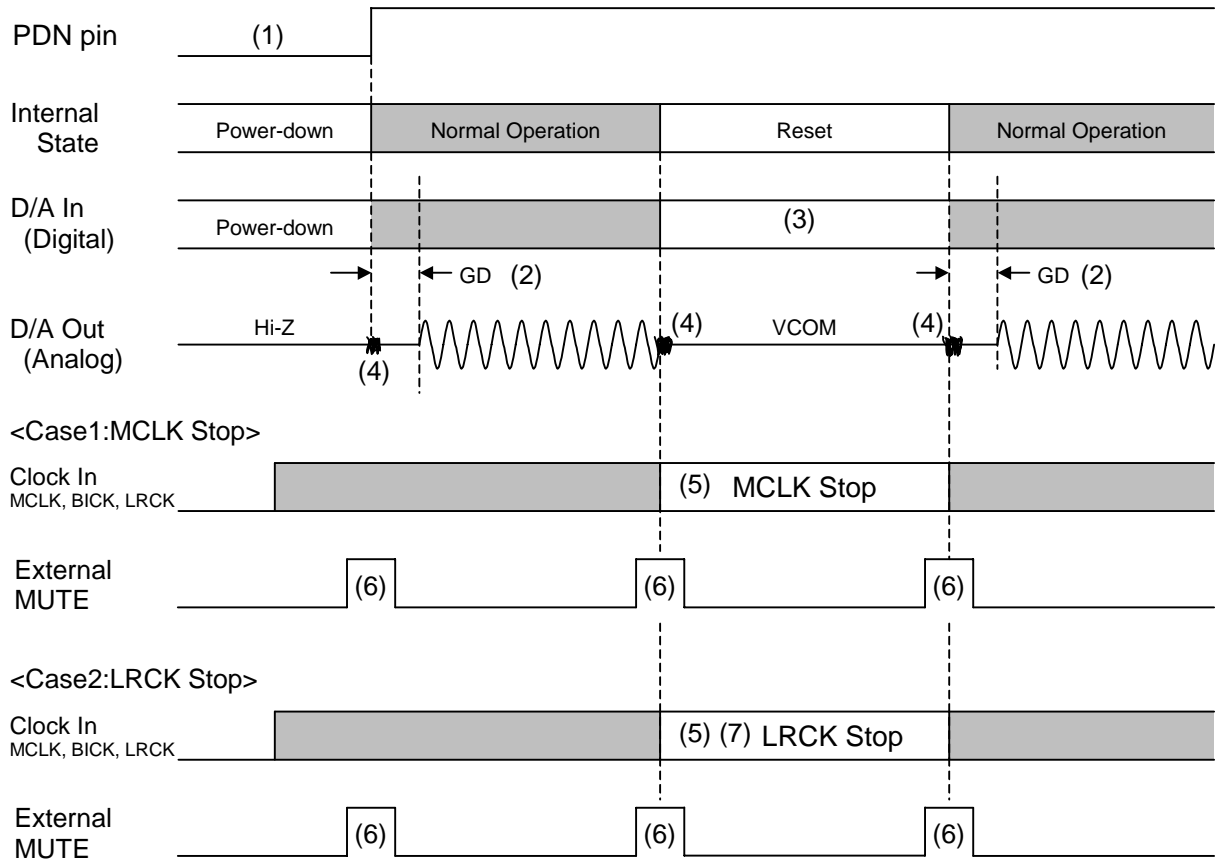 PDN pin (1)
Internal State Power-down Normal Operation Reset Normal Operation
D/A In (Digital) Power-down (3)
GD (2) GD (2)
D/A Out (Analog) Hi-Z (4) (4) VCOM (4)
<Case1:MCLK Stop>
Clock In
MCLK, BICK, LRCK (5) MCLK Stop
External MUTE (6) (6) (6)
<Case2:LRCK Stop>
Clock In
MCLK, BICK, LRCK (5) (7) LRCK Stop
External MUTE (6) (6) (6)